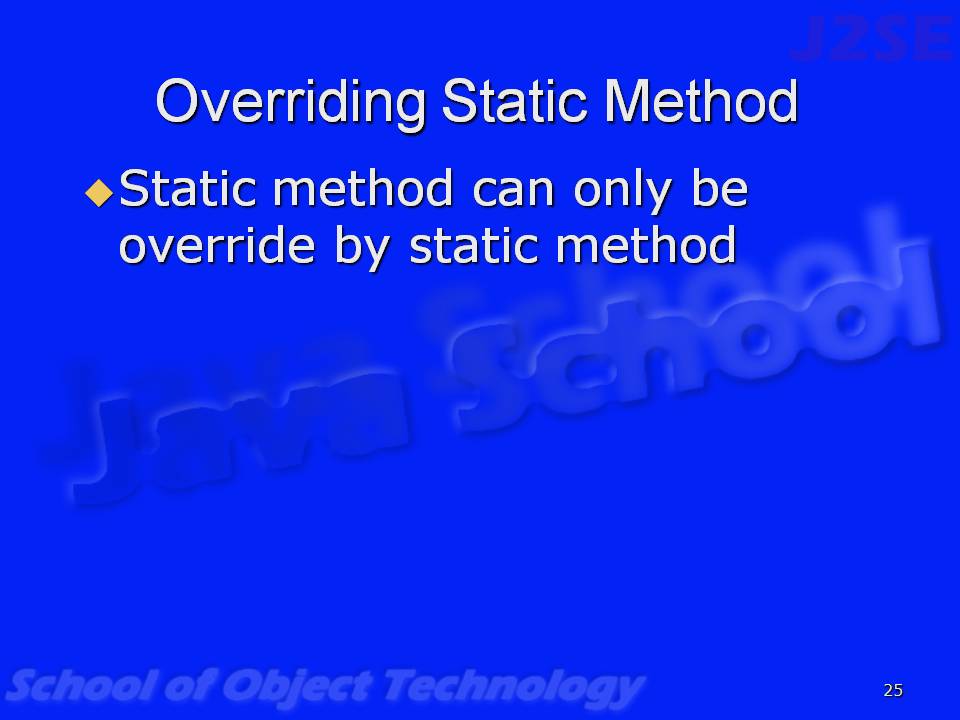 J2SE
Overriding Static Method
Static method can only be
override by static method
Java School
School of Object Technology
25